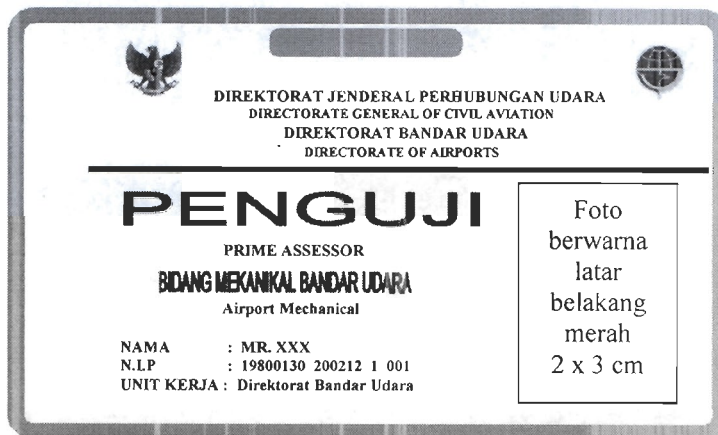 DIREKTORAT JENDERAL PERHUBUNGAN UDARA
DIRECTORATE GENERAL OF CIVIL AVIATION
DIREKTORAT BANDAR UDARA
DIRECTORATE OF AIRPORTS
PENGUJI
PRIME ASSESSOR
BIDANG MEKANIKAL BANDAR UDARA
Airport Mechanical
NAMA : MR. XXX
N.I.P : 19800130 200212 1 001
UNIT KERJA : Direktorat Bandar Udara
Foto
berwarna
latar
belakang
merah
2 x 3 cm